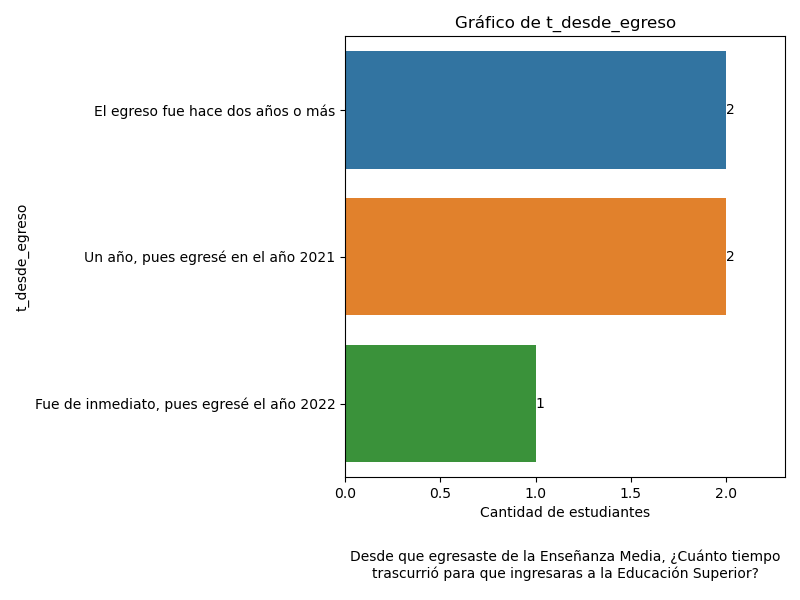 Gráfico de t_desde_egreso
El egreso fue hace dos años o más
2
Un año, pues egresé en el año 2021
2
Fue de inmediato, pues egresé el año 2022
1
t_desde_egreso
0.0 0.5 1.0 1.5 2.0
Cantidad de estudiantes
Desde que egresaste de la Enseñanza Media, ¿Cuánto tiempo
trascurrió para que ingresaras a la Educación Superior?